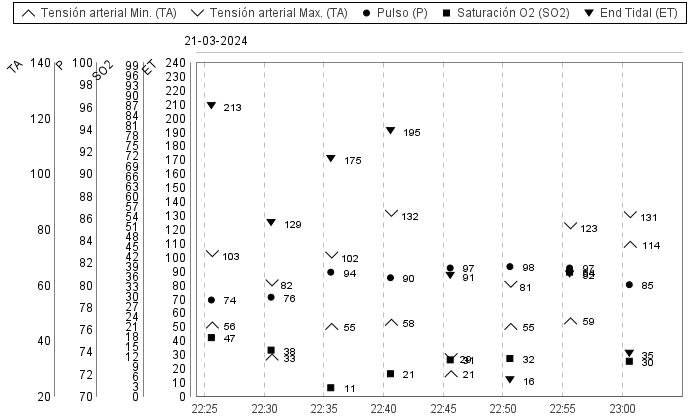 Tensión arterial Min. (TA) Tensión arterial Max. (TA) Pulso (P) Saturación O2 (SO2) End Tidal (ET)
21-03-2024
TA P SO2 ET
140 120 100 80 60 40 20
100 98 96 94 92 90 88 86 84 82 80 78 76 74 72 70
99 96 93 90 87 84 81 78 75 72 69 66 63 60 57 54 51 48 45 42 39 36 33 30 27 24 21 18 15 12 9 6 3 0
240 230 220 210 200 190 180 170 160 150 140 130 120 110 100 90 80 70 60 50 40 30 20 10 0
213 103 74 56 47
129 82 76 38 33
175 102 94 55 11
195 132 90 58 21
97 91 29 31 21
98 81 55 32 16
123 97 94 92 59
131 114 85 35 30
22:25 22:30 22:35 22:40 22:45 22:50 22:55 23:00